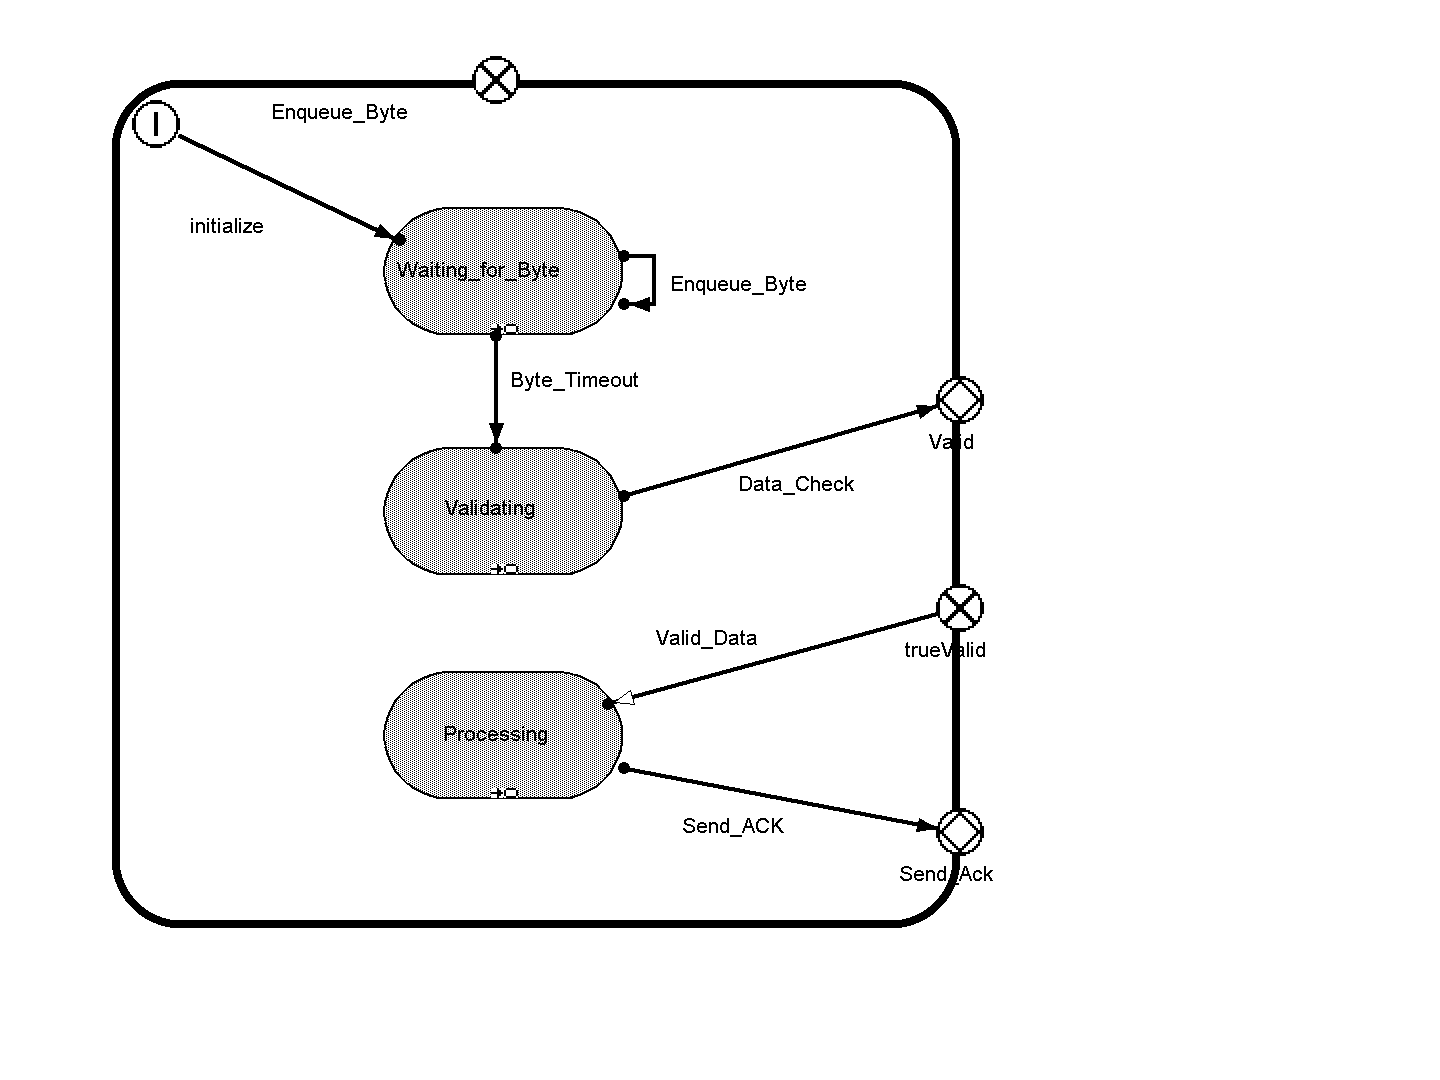 Enqueue_Byte
initialize
Waiting_for_Byte
Enqueue_Byte
Byte_Timeout
Valid
Data_Check
Validating
Valid_Data
trueValid
Processing
Send_ACK
Send_Ack